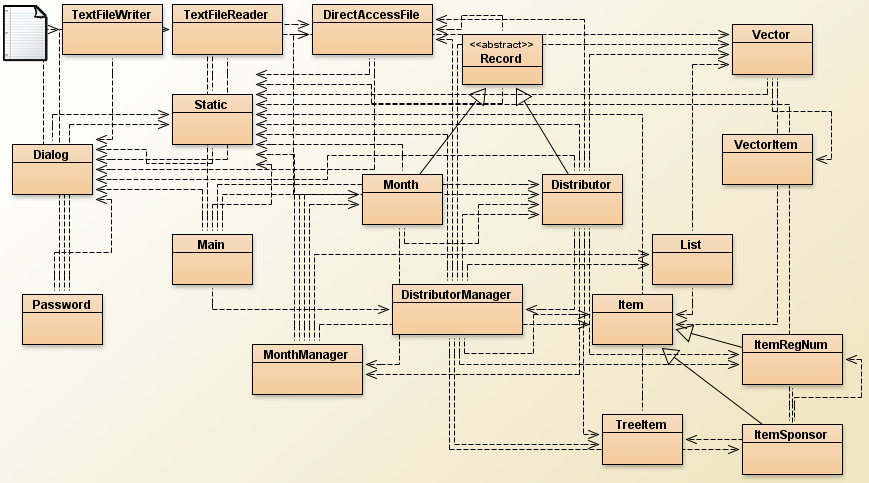 TextFileWriter
TextFileReader
DirectAccessFile
<<abstract>>
Record
Vector
Static
Dialog
VectorItem
Month
Distributor
Main
List
Password
DistributorManager
Item
MonthManager
ItemRegNum
TreeItem
ItemSponsor